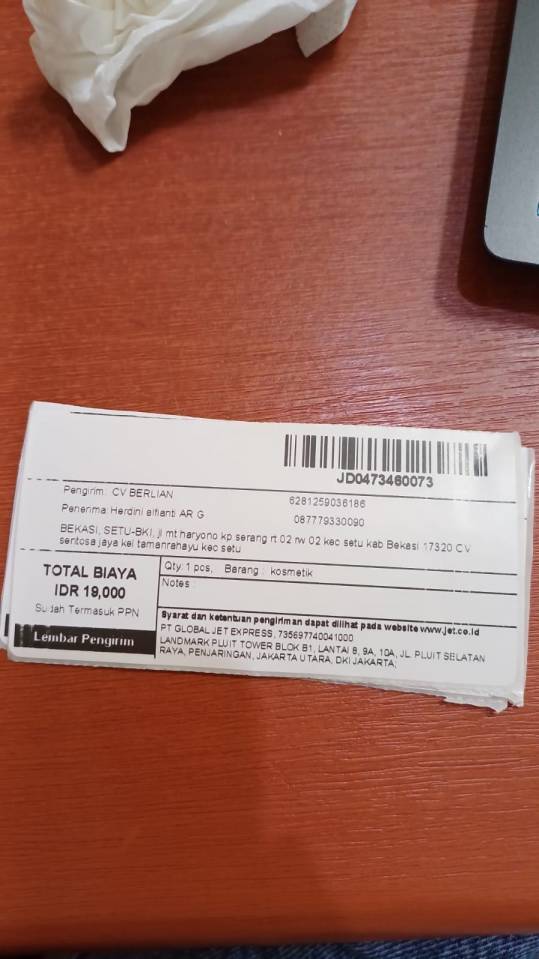 JD0473460073
Pengirim: CV BERLIAN 6281259036186
Penerima: Herdini elfianti AR G 087779330090
BEKASI, SETU-BKI, jl mt haryono kp serang rt 02 rw 02 kec setu kab Bekasi 17320 CV
sentosa jaya kel tamanrahayu kec setu
TOTAL BIAYA
IDR 19,000
Sudah Termasuk PPN
Lembar Pengirim
Qty: 1 pcs, Barang : kosmetik
Notes
Syarat dan ketentuan pengiriman dapat dilihat pada website www.jet.co.id
PT GLOBAL JET EXPRESS, 735697740041000
LANDMARK PLUIT TOWER BLOK B1, LANTAI 8, 9A, 10A, JL. PLUIT SELATAN
RAYA, PENJARINGAN, JAKARTA UTARA, DKI JAKARTA;